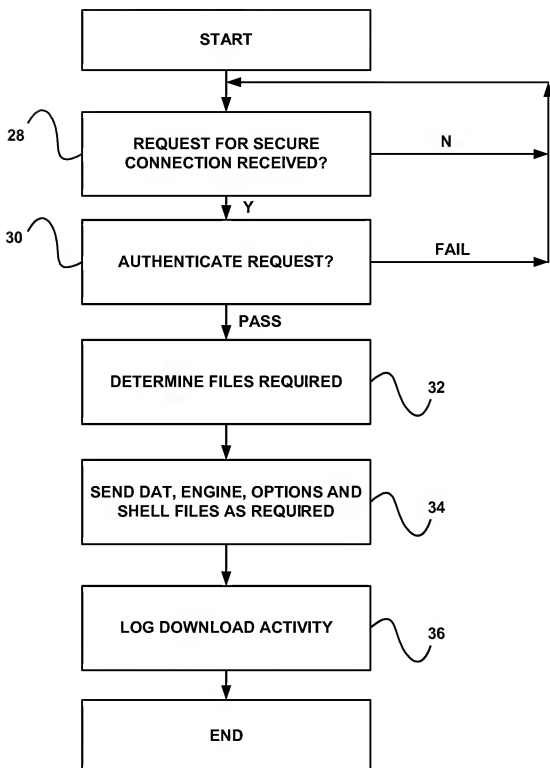 START
28
REQUEST FOR SECURE
CONNECTION RECEIVED?
N
Y
30
AUTHENTICATE REQUEST?
FAIL
PASS
DETERMINE FILES REQUIRED
32
SEND DAT, ENGINE, OPTIONS AND
SHELL FILES AS REQUIRED
34
LOG DOWNLOAD ACTIVITY
36
END